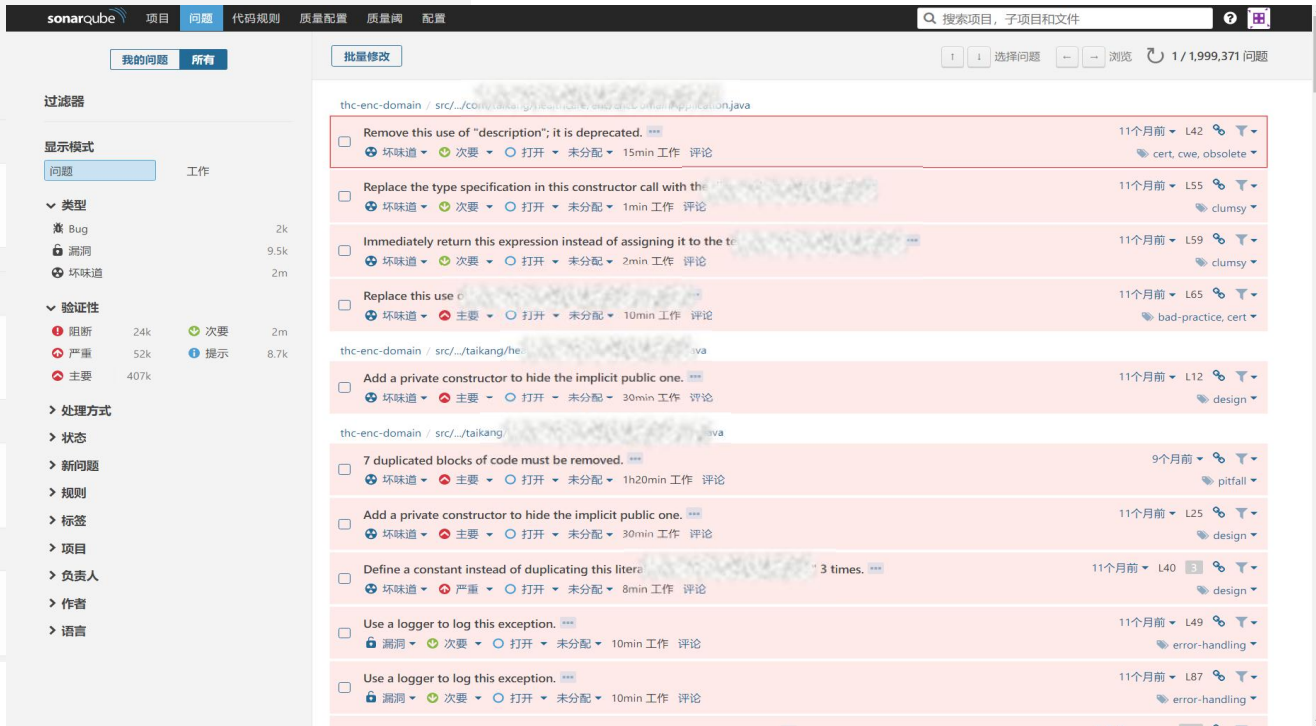 sonarqube 项目 问题 代码规则 质量配置 质量阈 配置 搜索项目，子项目和文件
我的问题 所有
批量修改 选择问题 浏览 1 / 1,999,371 问题
过滤器
显示模式
问题 工作
类型
Bug 2k
漏洞 9.5k
坏味道 2m
验证性
阻断 24k 次要 2m
严重 52k 提示 8.7k
主要 407k
处理方式
状态
新问题
规则
标签
项目
负责人
作者
语言
thc-enc-domain / src/.../com/ java
Remove this use of "description"; it is deprecated. 11个月前 L42
坏味道 次要 打开 未分配 15min 工作 评论 cert, cwe, obsolete
Replace the type specification in this constructor call with the 11个月前 L55
坏味道 次要 打开 未分配 1min 工作 评论 clumsy
Immediately return this expression instead of assigning it to the 11个月前 L59
坏味道 次要 打开 未分配 2min 工作 评论 clumsy
Replace this use 11个月前 L65
坏味道 主要 打开 未分配 10min 工作 评论 bad-practice, cert
thc-enc-domain / src/.../taikang/
Add a private constructor to hide the implicit public one. 11个月前 L12
坏味道 主要 打开 未分配 30min 工作 评论 design
thc-enc-domain / src/.../taikang/
7 duplicated blocks of code must be removed. 9个月前
坏味道 主要 打开 未分配 1h20min 工作 评论 pitfall
Add a private constructor to hide the implicit public one. 11个月前 L25
坏味道 主要 打开 未分配 30min 工作 评论 design
Define a constant instead of duplicating this 3 times. 11个月前 L40 3
坏味道 严重 打开 未分配 8min 工作 评论 design
Use a logger to log this exception. 11个月前 L49
漏洞 次要 打开 未分配 10min 工作 评论 error-handling
Use a logger to log this exception. 11个月前 L87
漏洞 次要 打开 未分配 10min 工作 评论 error-handling